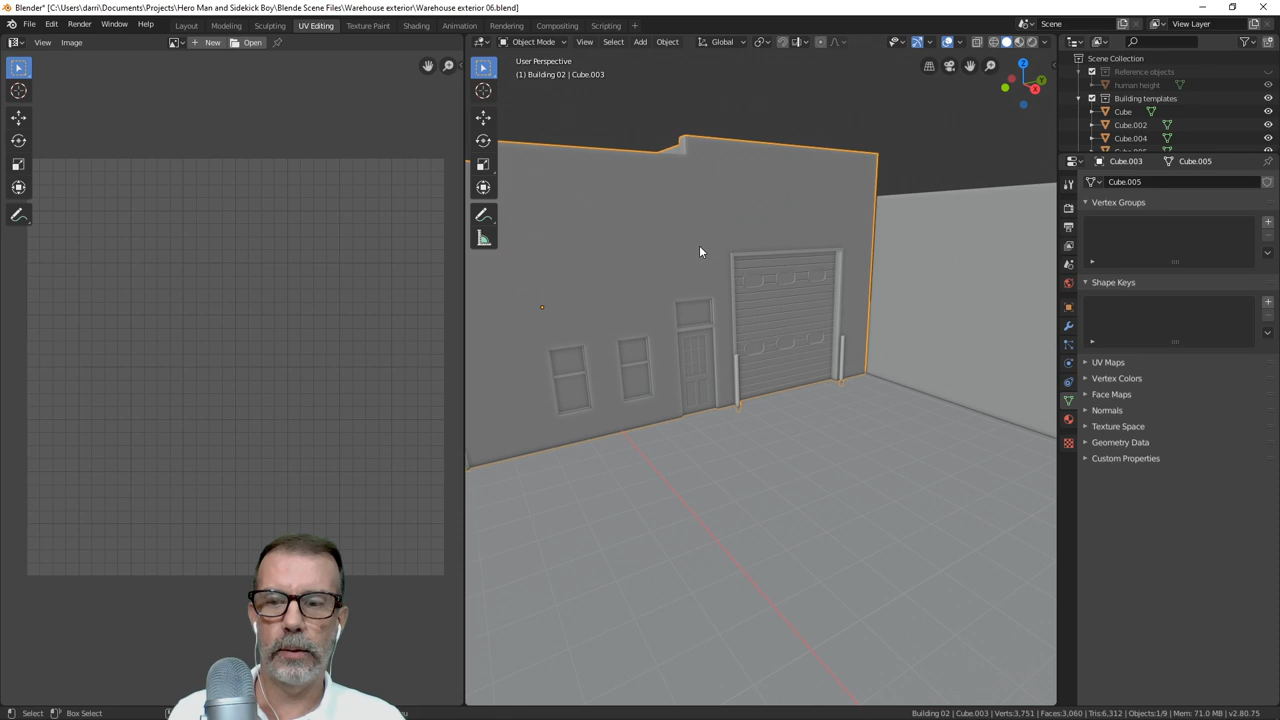 Blender* [C:\Users\darri\Documents\Projects\Hero Man and Sidekick Boy\Blende Scene Files\Warehouse exterior\Warehouse exterior 06.blend]
File Edit Render Window Help Layout Modeling Sculpting UV Editing Texture Paint Shading Animation Rendering Compositing Scripting + Scene View Layer
View Image New Open Object Mode View Select Add Object Global
User Perspective
(1) Building 02 | Cube.003
Z
Y
X
Scene Collection
Reference objects
human height
Building templates
Cube
Cube.002
Cube.004
Cube.003 Cube.005
Cube.005
Vertex Groups
Shape Keys
UV Maps
Vertex Colors
Face Maps
Normals
Texture Space
Geometry Data
Custom Properties
Select Box Select
Building 02 | Cube.003 | Verts:3,751 | Faces:3,060 | Tris:6,312 | Objects:1/9 | Mem: 71.0 MB | v2.80.75